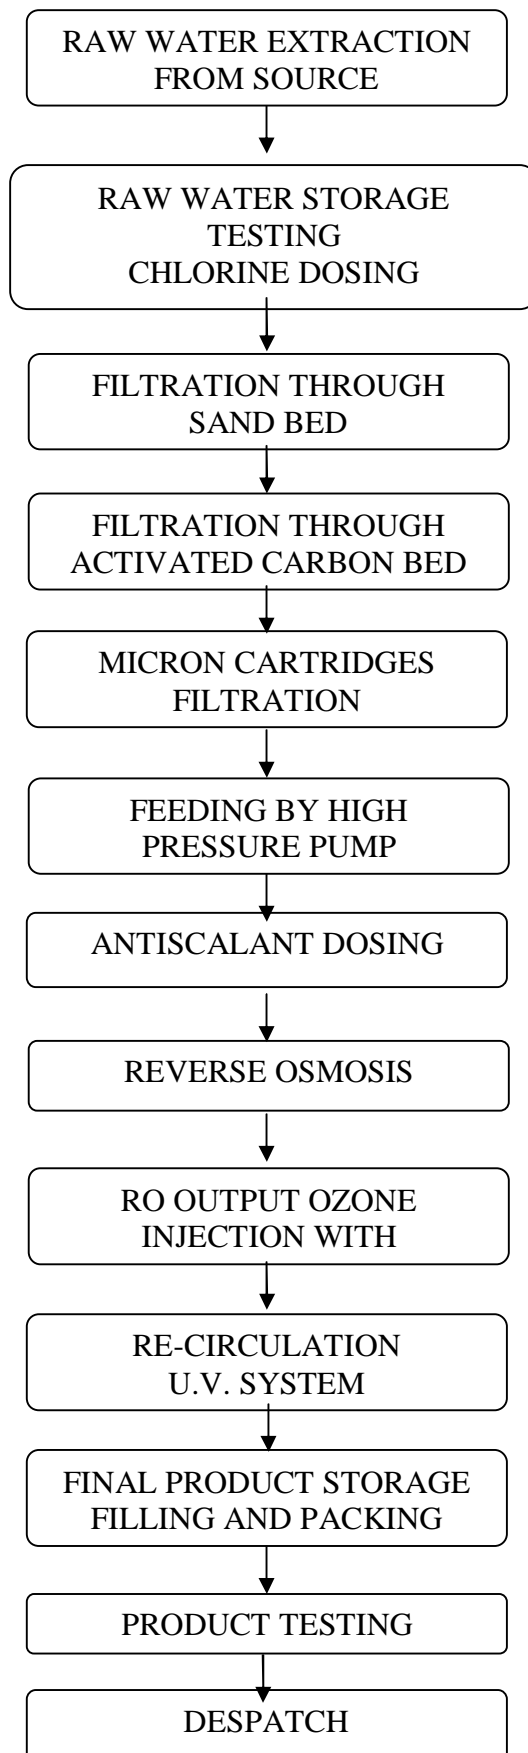 RAW WATER EXTRACTION
FROM SOURCE
RAW WATER STORAGE
TESTING
CHLORINE DOSING
FILTRATION THROUGH
SAND BED
FILTRATION THROUGH
ACTIVATED CARBON BED
MICRON CARTRIDGES
FILTRATION
FEEDING BY HIGH
PRESSURE PUMP
ANTISCALANT DOSING
REVERSE OSMOSIS
RO OUTPUT OZONE
INJECTION WITH
RE-CIRCULATION
U.V. SYSTEM
FINAL PRODUCT STORAGE
FILLING AND PACKING
PRODUCT TESTING
DESPATCH